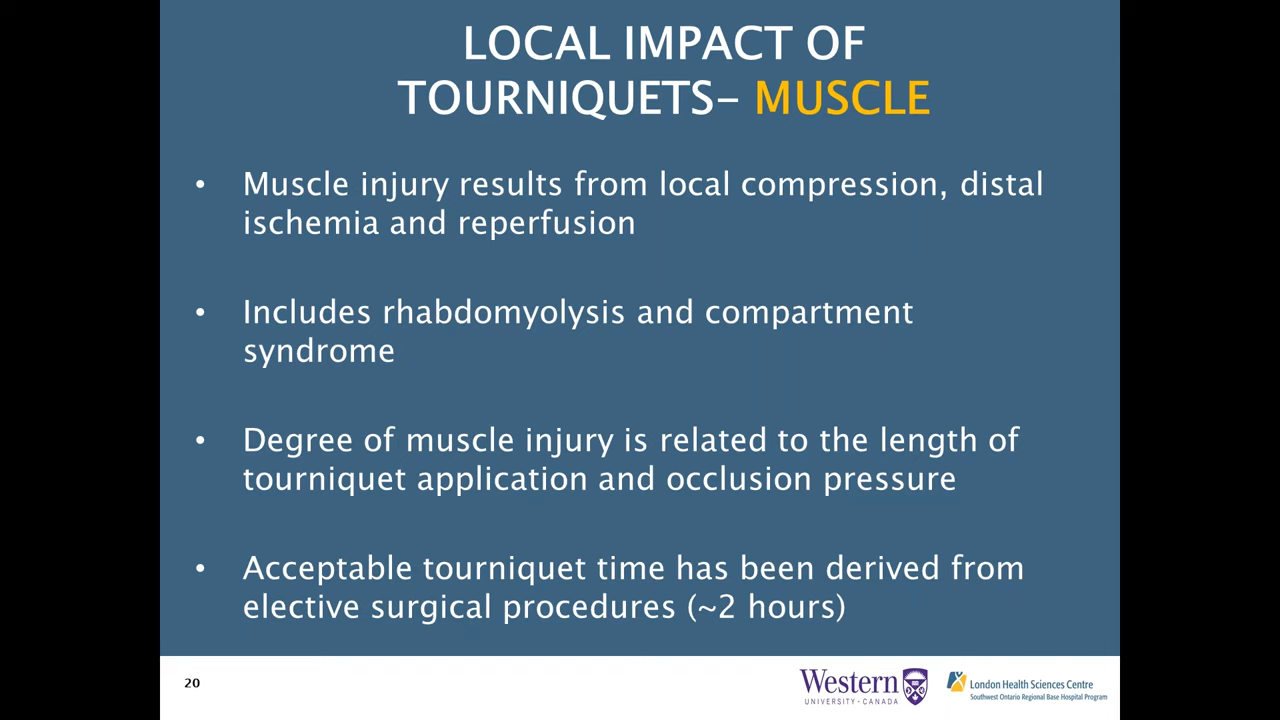 LOCAL IMPACT OF
TOURNIQUETS– MUSCLE
• Muscle injury results from local compression, distal
ischemia and reperfusion
• Includes rhabdomyolysis and compartment
syndrome
• Degree of muscle injury is related to the length of
tourniquet application and occlusion pressure
• Acceptable tourniquet time has been derived from
elective surgical procedures (~2 hours)
20
Western
UNIVERSITY · CANADA
London Health Sciences Centre
Southwest Ontario Regional Base Hospital Program